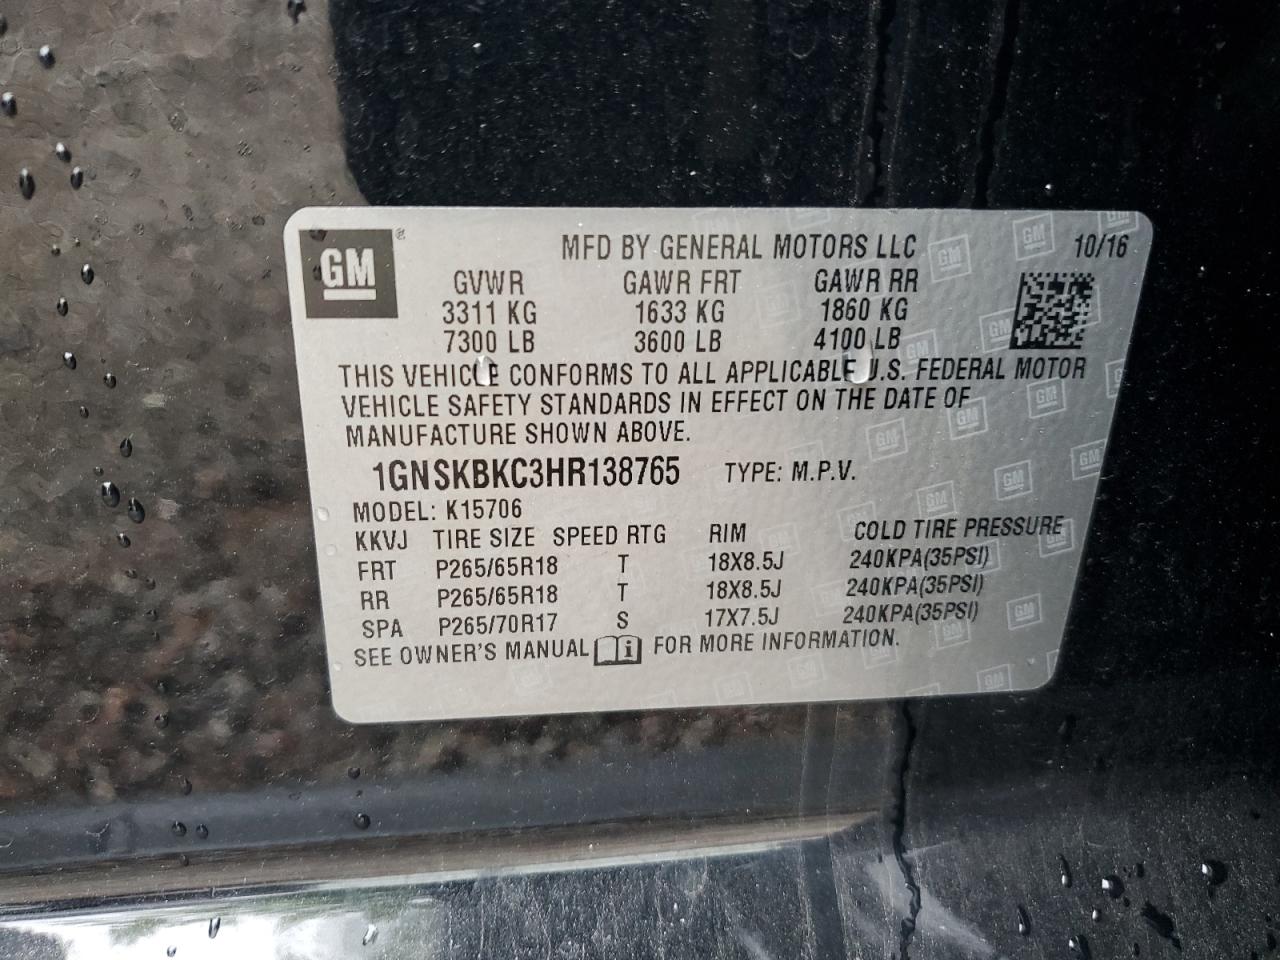 GM ®
MFD BY GENERAL MOTORS LLC 10/16
GVWR GAWR FRT GAWR RR
3311 KG 1633 KG 1860 KG
7300 LB 3600 LB 4100 LB
THIS VEHICLE CONFORMS TO ALL APPLICABLE U.S. FEDERAL MOTOR
VEHICLE SAFETY STANDARDS IN EFFECT ON THE DATE OF
MANUFACTURE SHOWN ABOVE.
1GNSKBKC3HR138765 TYPE: M.P.V.
MODEL: K15706
KKVJ TIRE SIZE SPEED RTG RIM COLD TIRE PRESSURE
FRT P265/65R18 T 18X8.5J 240KPA(35PSI)
RR P265/65R18 T 18X8.5J 240KPA(35PSI)
SPA P265/70R17 S 17X7.5J 240KPA(35PSI)
SEE OWNER'S MANUAL i FOR MORE INFORMATION.